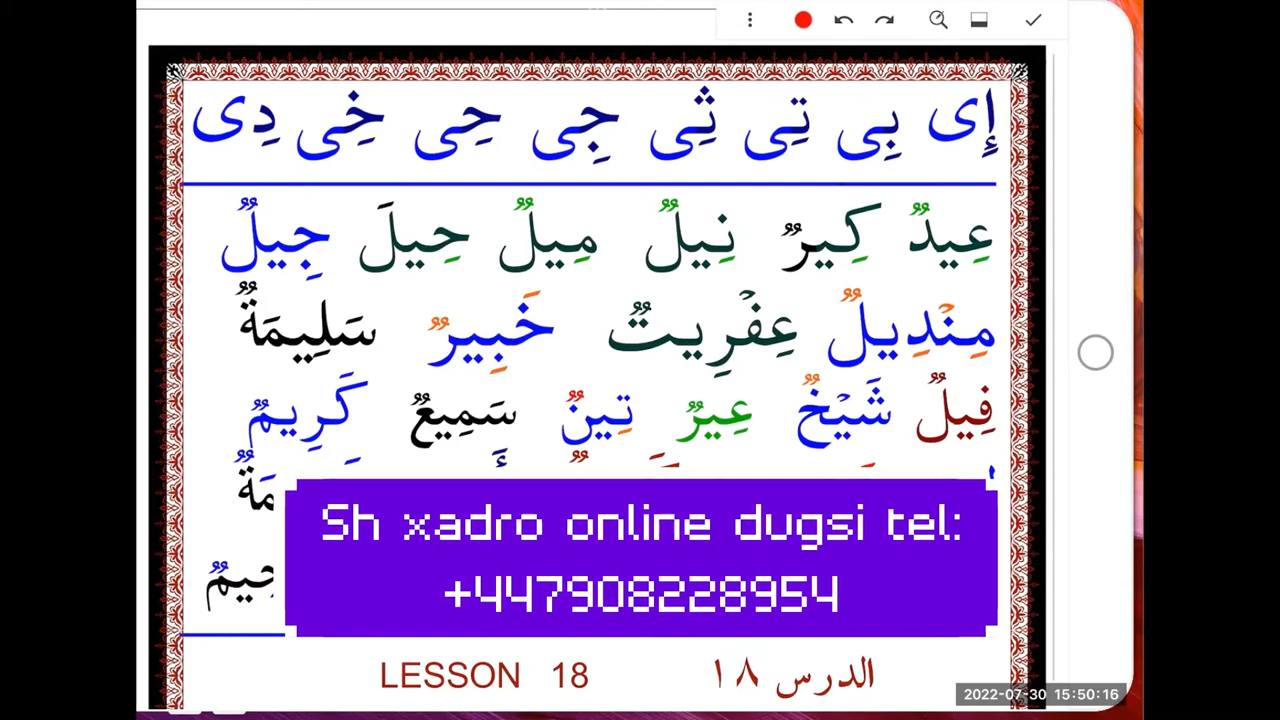 إِی بِی تِی ثِی جِی حِی خِی دِی
عِيدٌ كِيرٌ نِيلٌ مِيلٌ حِيلَ جِيلٌ
مِنْدِيلٌ عِفْرِيتٌ خَبِيرٌ سَلِيمَةٌ
فِيلٌ شَيْخٌ عِيرٌ تِينٌ سَمِيعٌ كَرِيمٌ
Sh xadro online dugsi tel:
+447908228954
LESSON 18 الدرس ١٨
2022-07-30 15:50:16